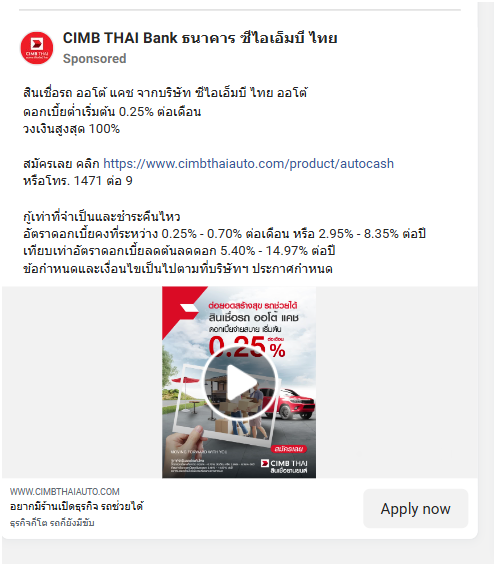 CIMB THAI Bank ธนาคาร ซีไอเอ็มบี ไทย
Sponsored
สินเชื่อรถ ออโต้ แคช จากบริษัท ซีไอเอ็มบี ไทย ออโต้
ดอกเบี้ยต่ำเริ่มต้น 0.25% ต่อเดือน
วงเงินสูงสุด 100%
สมัครเลย คลิก https://www.cimbthaiauto.com/product/autocash
หรือโทร. 1471 ต่อ 9
กู้เท่าที่จำเป็นและชำระคืนไหว
อัตราดอกเบี้ยคงที่ระหว่าง 0.25% - 0.70% ต่อเดือน หรือ 2.95% - 8.35% ต่อปี
เทียบเท่าอัตราดอกเบี้ยลดต้นลดดอก 5.40% - 14.97% ต่อปี
ข้อกำหนดและเงื่อนไขเป็นไปตามที่บริษัทฯ ประกาศกำหนด
ต่อยอดสร้างสุข รถช่วยได้
สินเชื่อรถ ออโต้ แคช
ดอกเบี้ยจ่ายสบาย เริ่มต้น
0.25% ต่อเดือน
สมัครเลย
MOVING FORWARD WITH YOU
CIMB THAI
สินเชื่อยานยนต์
WWW.CIMBTHAIAUTO.COM
อยากมีร้านเปิดธุรกิจ รถช่วยได้
ธุรกิจก็โต รถก็ยังมีขับ
Apply now